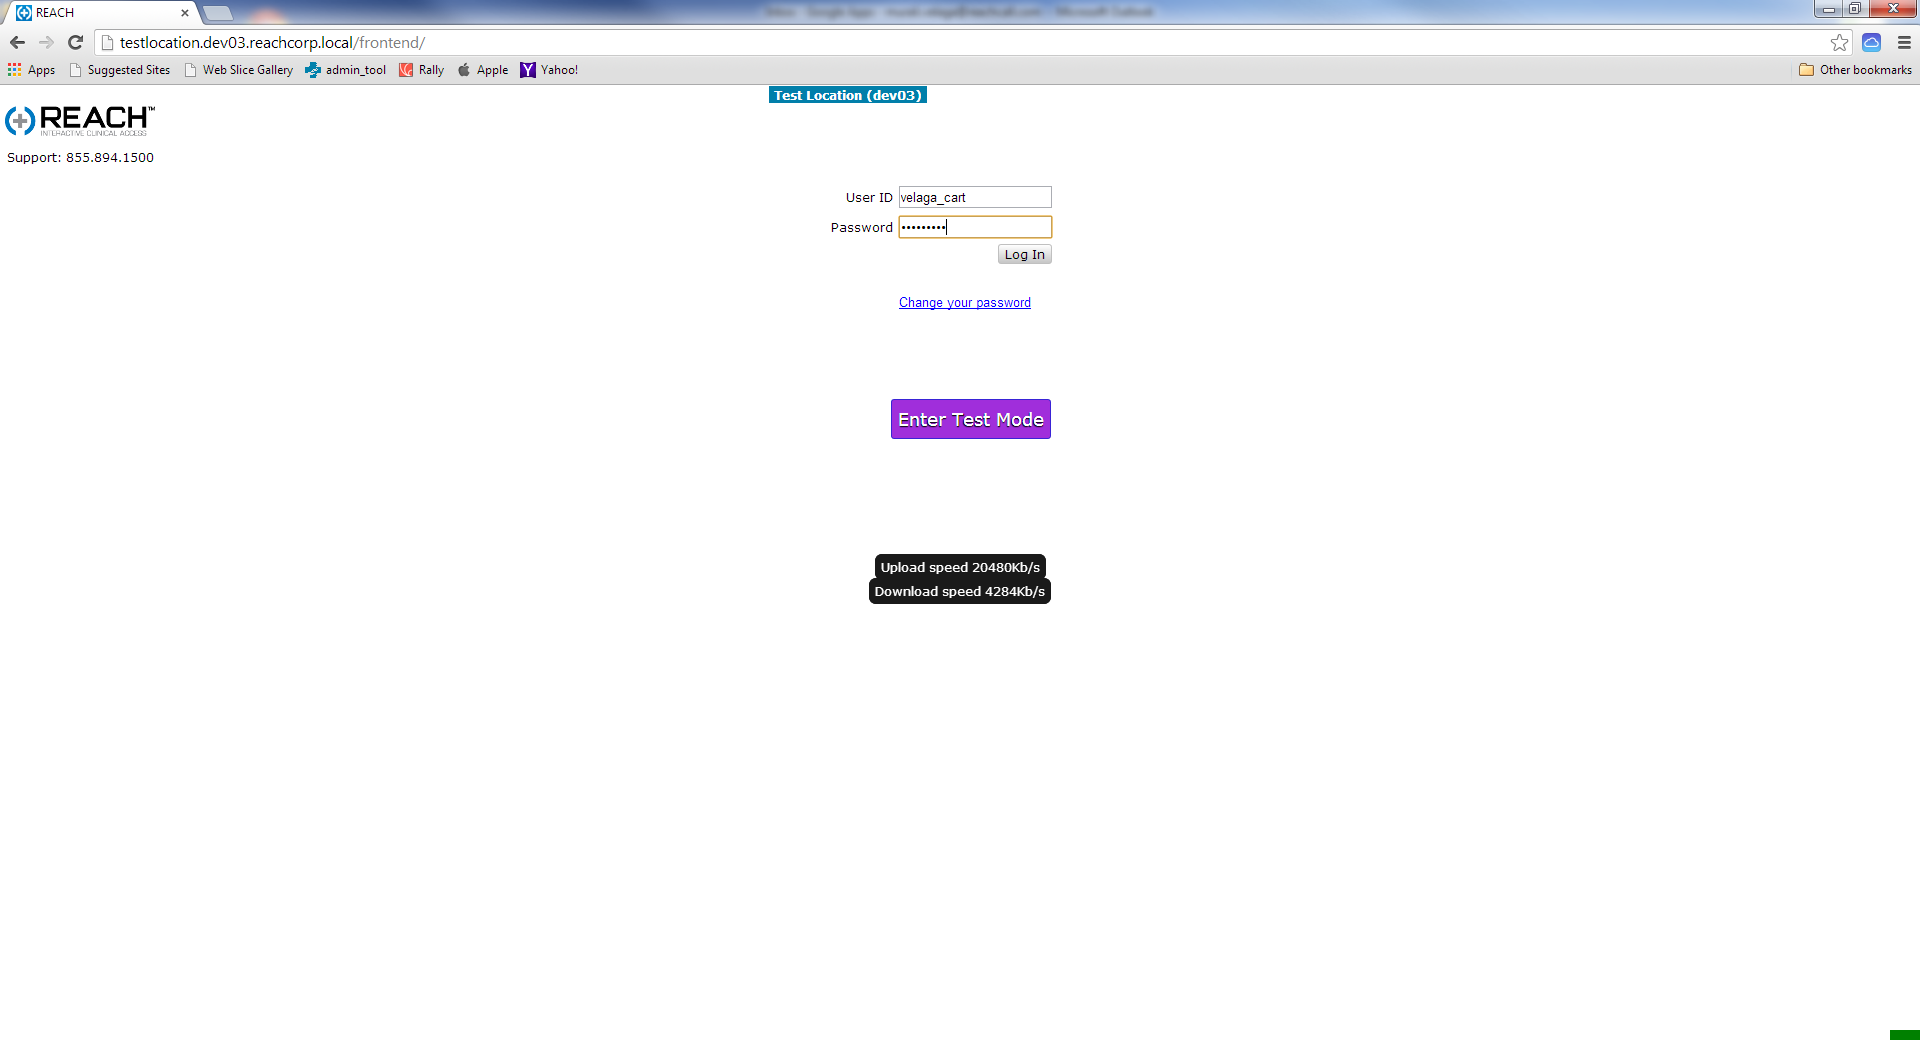 REACH
testlocation.dev03.reachcorp.local/frontend/
Apps Suggested Sites Web Slice Gallery admin_tool Rally Apple Yahoo! Other bookmarks
Test Location (dev03)
REACH™
INTERACTIVE CLINICAL ACCESS
Support: 855.894.1500
User ID velaga_cart
Password •••••••••
Log In
Change your password
Enter Test Mode
Upload speed 20480Kb/s
Download speed 4284Kb/s